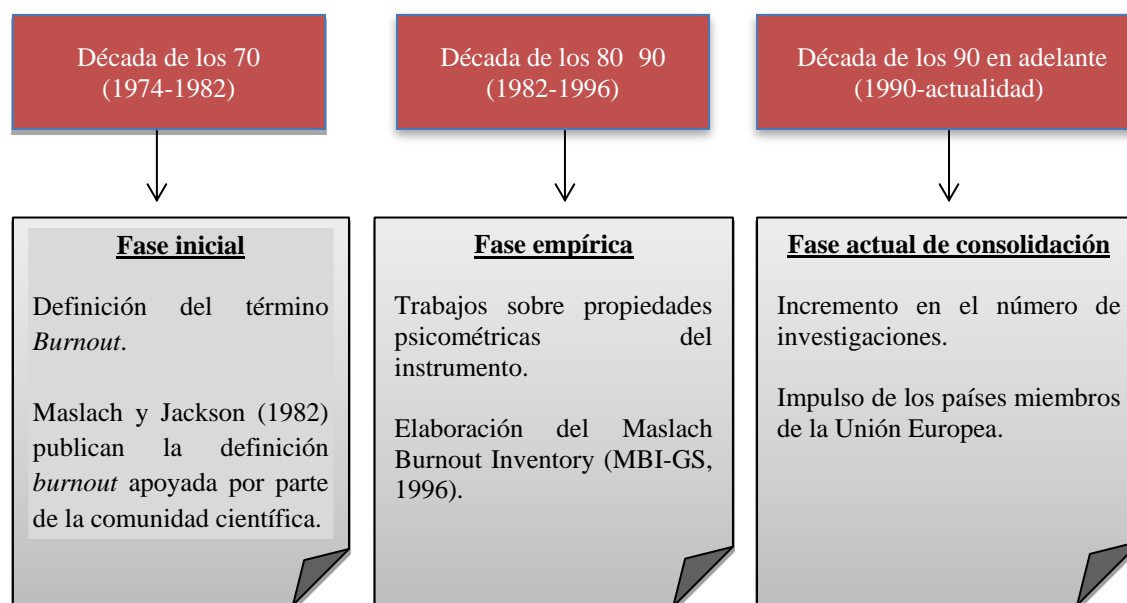 Década de los 70
(1974-1982)
Década de los 80 90
(1982-1996)
Década de los 90 en adelante
(1990-actualidad)
Fase inicial
Definición del término
Burnout.
Maslach y Jackson (1982)
publican la definición
burnout apoyada por parte
de la comunidad científica.
Fase empírica
Trabajos sobre propiedades
psicométricas del
instrumento.
Elaboración del Maslach
Burnout Inventory (MBI-GS,
1996).
Fase actual de consolidación
Incremento en el número de
investigaciones.
Impulso de los países miembros
de la Unión Europea.